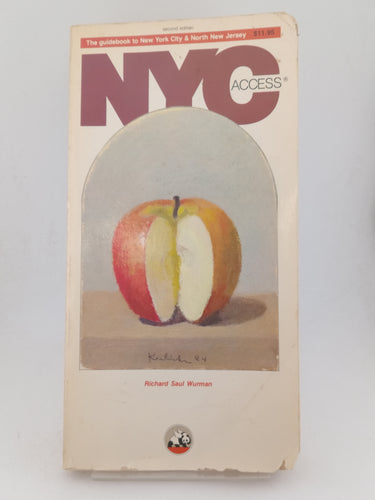 second edition
The guidebook to New York City & North New Jersey $11.95
NYC
ACCESS®
Richard Saul Wurman